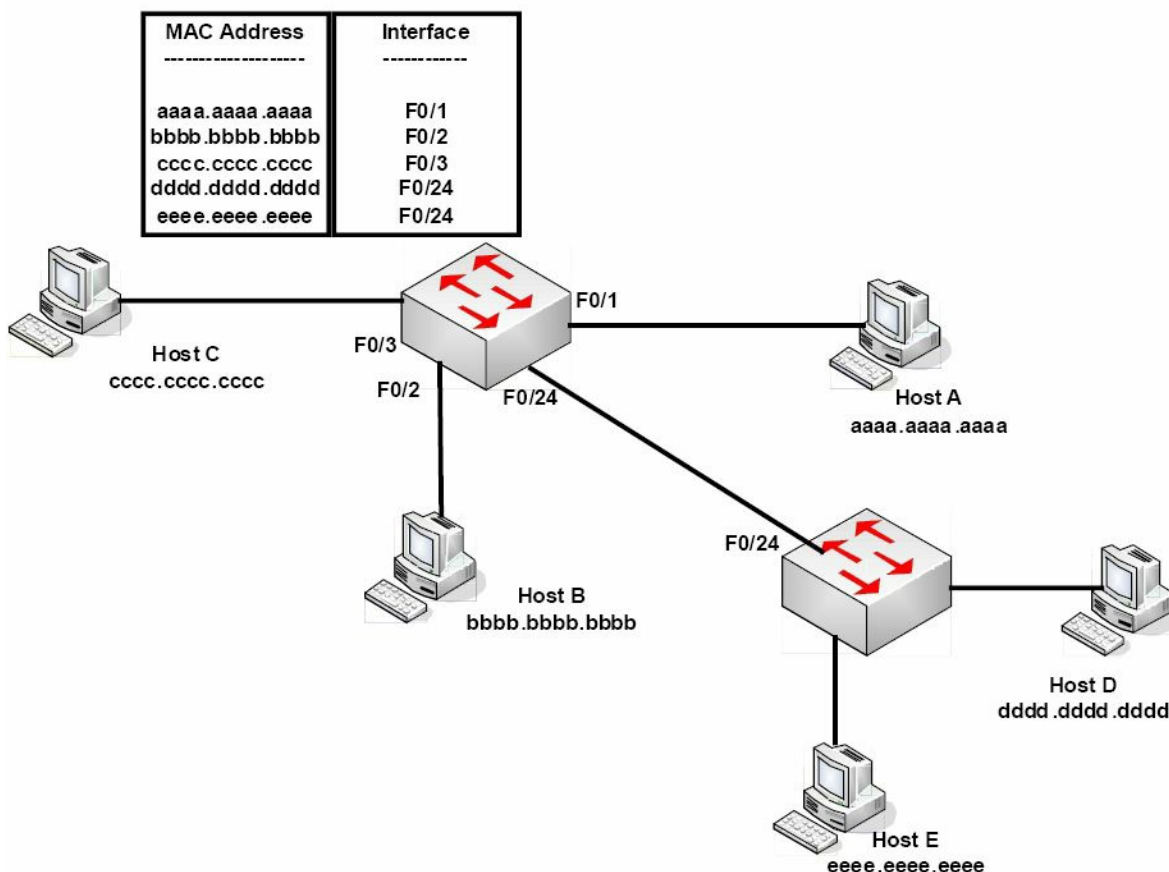 MAC Address Interface
-------------------- ------------
aaaa.aaaa.aaaa F0/1
bbbb.bbbb.bbbb F0/2
cccc.cccc.cccc F0/3
dddd.dddd.dddd F0/24
eeee.eeee.eeee F0/24
F0/1
F0/3
Host C
cccc.cccc.cccc
F0/2
F0/24
Host A
aaaa.aaaa.aaaa
F0/24
Host B
bbbb.bbbb.bbbb
Host D
dddd.dddd.dddd
Host E
eeee.eeee.eeee